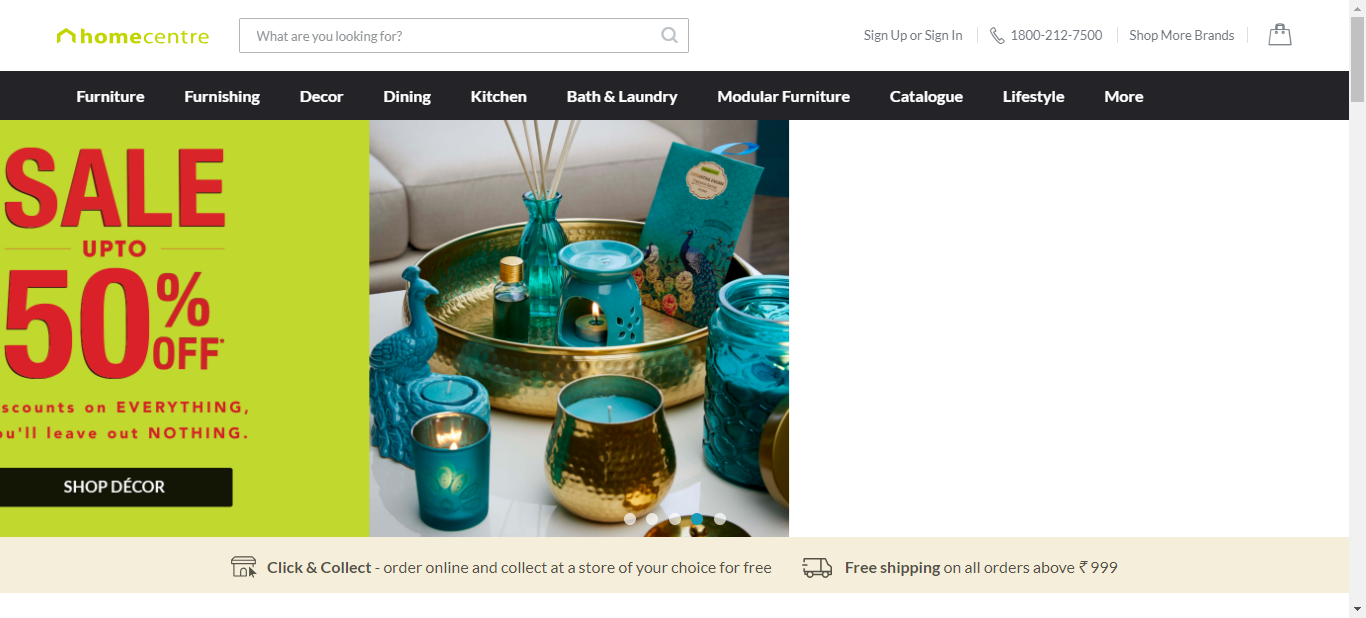 homecentre
What are you looking for?
Sign Up or Sign In
1800-212-7500
Shop More Brands
Furniture
Furnishing
Decor
Dining
Kitchen
Bath & Laundry
Modular Furniture
Catalogue
Lifestyle
More
SALE
UPTO
50%
OFF*
scounts on EVERYTHING,
ou'll leave out NOTHING.
SHOP DÉCOR
Click & Collect - order online and collect at a store of your choice for free
Free shipping on all orders above ₹ 999